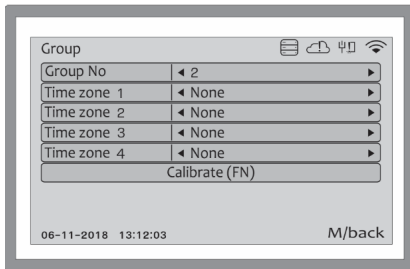 Group
Group No ◂ 2 ▸
Time zone 1 ◂ None ▸
Time zone 2 ◂ None ▸
Time zone 3 ◂ None ▸
Time zone 4 ◂ None ▸
Calibrate (FN)
06-11-2018 13:12:03 M/back